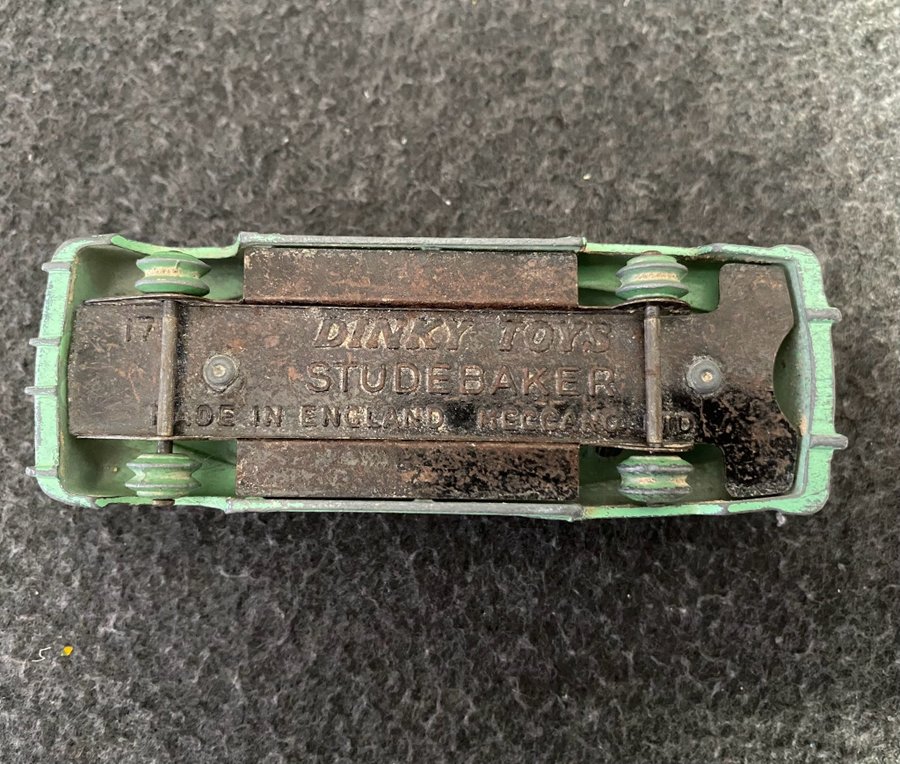 17
DINKY TOYS
STUDEBAKER
MADE IN ENGLAND MECCANO LTD